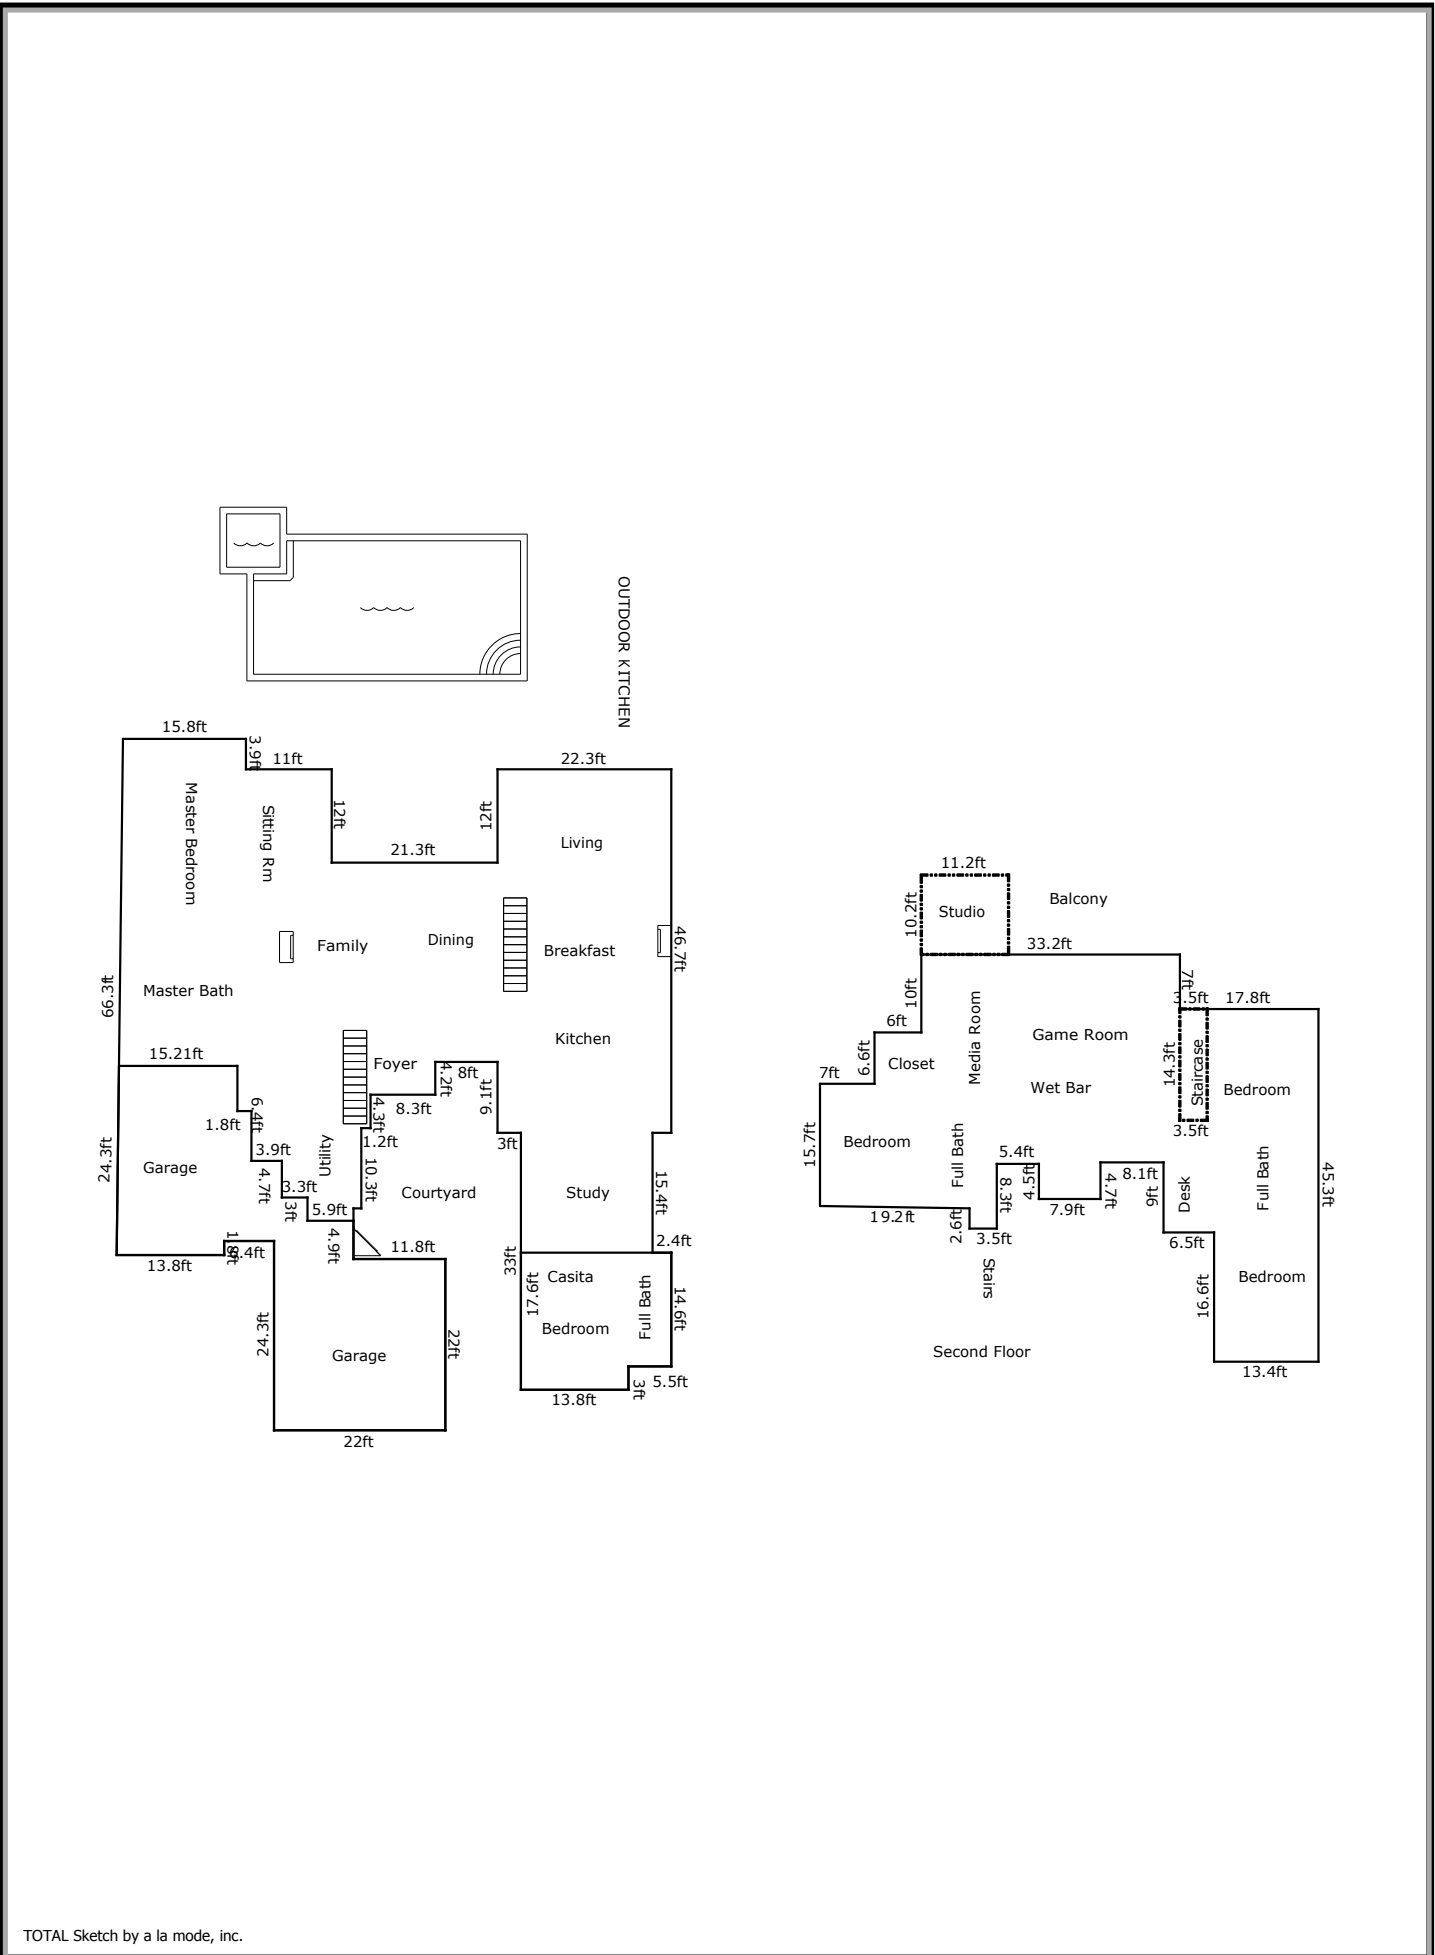 OUTDOOR KITCHEN
15.8ft
3.9ft
11ft
22.3ft
Master Bedroom
Sitting Rm
12ft
12ft
21.3ft
Living
Family
Dining
Breakfast
46.7ft
66.3ft
Master Bath
Kitchen
15.21ft
Foyer
4.2ft
8ft
9.1ft
8.3ft
4.3ft
6.4ft
1.8ft
1.2ft
3ft
Utility
24.3ft
Garage
3.9ft
4.7ft
3.3ft
3ft
10.3ft
Courtyard
Study
15.4ft
5.9ft
4.9ft
1.8ft
6.4ft
13.8ft
11.8ft
2.4ft
33ft
17.6ft
Casita
Bedroom
Full Bath
14.6ft
24.3ft
Garage
22ft
3ft
5.5ft
13.8ft
22ft
11.2ft
10.2ft
Studio
Balcony
33.2ft
7ft
10ft
3.5ft
17.8ft
6ft
Media Room
Game Room
6.6ft
Closet
14.3ft
Staircase
7ft
Wet Bar
Bedroom
3.5ft
15.7ft
Bedroom
Full Bath
5.4ft
8.3ft
4.5ft
4.7ft
8.1ft
9ft
Desk
Full Bath
45.3ft
19.2ft
2.6ft
3.5ft
7.9ft
6.5ft
Stairs
16.6ft
Bedroom
Second Floor
13.4ft
TOTAL Sketch by a la mode, inc.